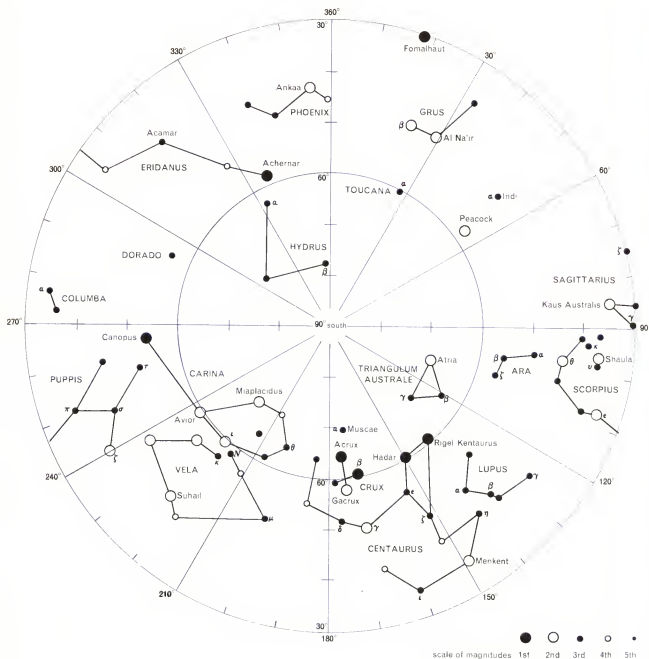 360°
30°
330°
30°
Fomalhaut
Ankaa
PHOENIX
GRUS
β
Al Na'ir
Acamar
ERIDANUS
Achernar
300°
60
60°
TOUCANA
α
α Indi
α
Peacock
HYDRUS
β
DORADO
ζ
SAGITTARIUS
α
COLUMBA
Kaus Australis
γ
270°
90° south
90
Canopus
κ
θ
Shaula
υ
SCORPIUS
ε
CARINA
τ
PUPPIS
Miaplacidus
Atria
TRIANGULUM
AUSTRALE
γ
β
β
α
ARA
ζ
π
σ
Avior
ι
θ
ζ
α Muscae
Rigel Kentaurus
Acrux
Hadar
κ
N
VELA
β
60
CRUX
Gacrux
LUPUS
γ
α
β
240°
120°
Suhail
μ
ε
δ
γ
ζ
η
CENTAURUS
Menkent
ι
210
150°
30°
180°
scale of magnitudes 1st 2nd 3rd 4th 5th